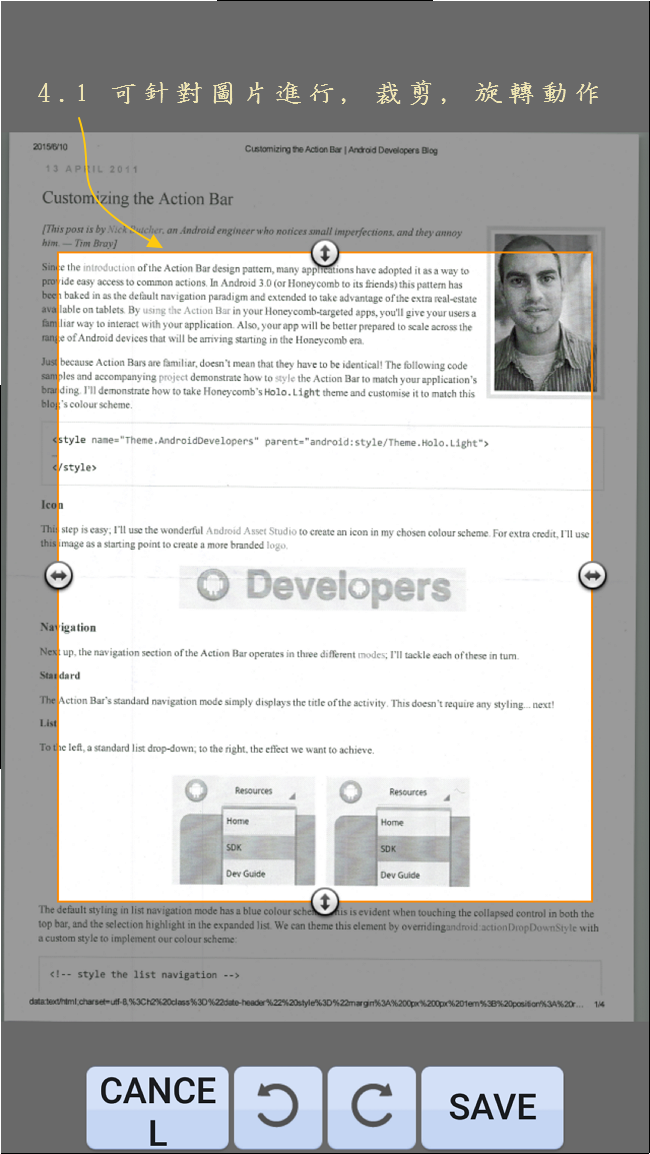 4.1 可針對圖片進行, 裁剪, 旋轉動作
2015/6/10 Customizing the Action Bar | Android Developers Blog
13 APRIL 2011
Customizing the Action Bar
[This post is by Nick Butcher, an Android engineer who notices small imperfections, and they annoy
him. — Tim Bray]
Since the introduction of the Action Bar design pattern, many applications have adopted it as a way to
provide easy access to common actions. In Android 3.0 (or Honeycomb to its friends) this pattern has
been baked in as the default navigation paradigm and extended to take advantage of the extra real-estate
available on tablets. By using the Action Bar in your Honeycomb-targeted apps, you'll give your users a
familiar way to interact with your application. Also, your app will be better prepared to scale across the
range of Android devices that will be arriving starting in the Honeycomb era.
Just because Action Bars are familiar, doesn't mean that they have to be identical! The following code
samples and accompanying project demonstrate how to style the Action Bar to match your application's
branding. I'll demonstrate how to take Honeycomb's Holo.Light theme and customise it to match this
blog's colour scheme.
<style name="Theme.AndroidDevelopers" parent="android:style/Theme.Holo.Light">
…
</style>
Icon
This step is easy; I'll use the wonderful Android Asset Studio to create an icon in my chosen colour scheme. For extra credit, I'll use
this image as a starting point to create a more branded logo.
Developers
Navigation
Next up, the navigation section of the Action Bar operates in three different modes; I'll tackle each of these in turn.
Standard
The Action Bar's standard navigation mode simply displays the title of the activity. This doesn't require any styling... next!
List
To the left, a standard list drop-down; to the right, the effect we want to achieve.
Resources Resources
Home Home
SDK SDK
Dev Guide Dev Guide
The default styling in list navigation mode has a blue colour scheme. This is evident when touching the collapsed control in both the
top bar, and the selection highlight in the expanded list. We can theme this element by overriding android:actionDropDownStyle with
a custom style to implement our colour scheme:
<!-- style the list navigation -->
data:text/html;charset=utf-8,%3Ch2%20class%3D%22date-header%22%20style%3D%22margin%3A%200px%200px%201em%3B%20position%3A%20r... 1/4
CANCEL SAVE